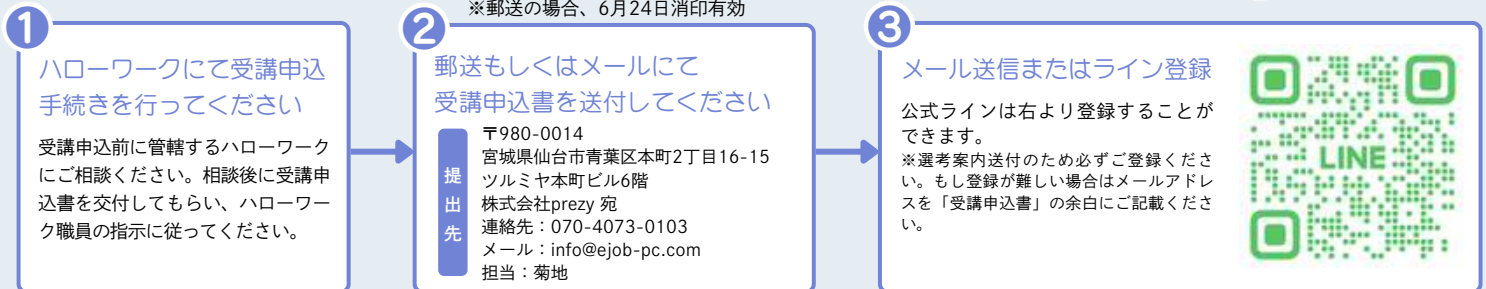 ※郵送の場合、6月24日消印有効
1
ハローワークにて受講申込
手続きを行ってください
受講申込前に管轄するハローワーク
にご相談ください。相談後に受講申
込書を交付してもらい、ハローワー
ク職員の指示に従ってください。
2
郵送もしくはメールにて
受講申込書を送付してください
提出先
〒980-0014
宮城県仙台市青葉区本町2丁目16-15
ツルミヤ本町ビル6階
株式会社prezy 宛
連絡先：070-4073-0103
メール：info@ejob-pc.com
担当：菊地
3
メール送信またはライン登録
公式ラインは右より登録することが
できます。
※選考案内送付のため必ずご登録くださ
い。もし登録が難しい場合はメールアドレ
スを「受講申込書」の余白にご記載くださ
い。
LINE